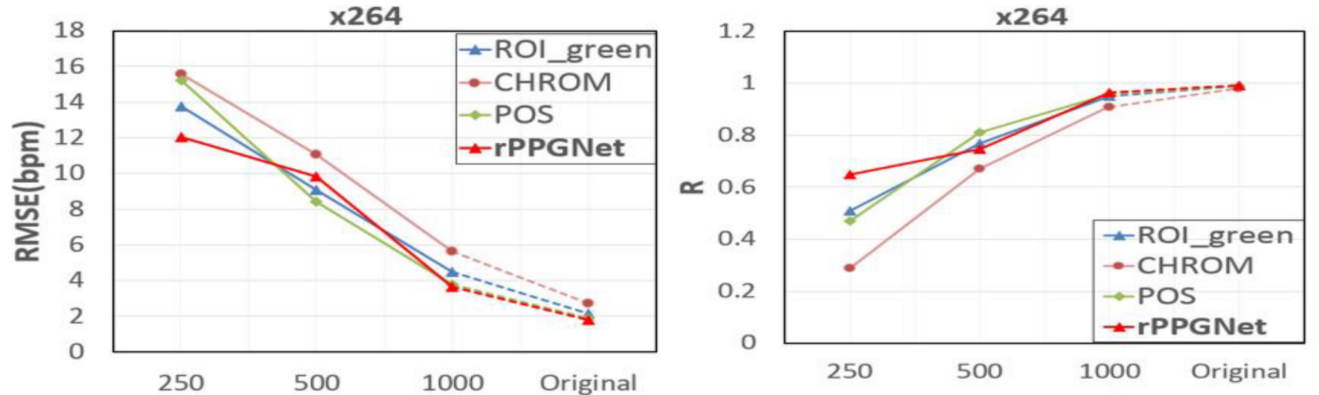 x264
18
16
14
12
10
8
6
4
2
0
RMSE(bpm)
ROI_green
CHROM
POS
rPPGNet
250 500 1000 Original
x264
1.2
1
0.8
0.6
0.4
0.2
0
R
ROI_green
CHROM
POS
rPPGNet
250 500 1000 Original